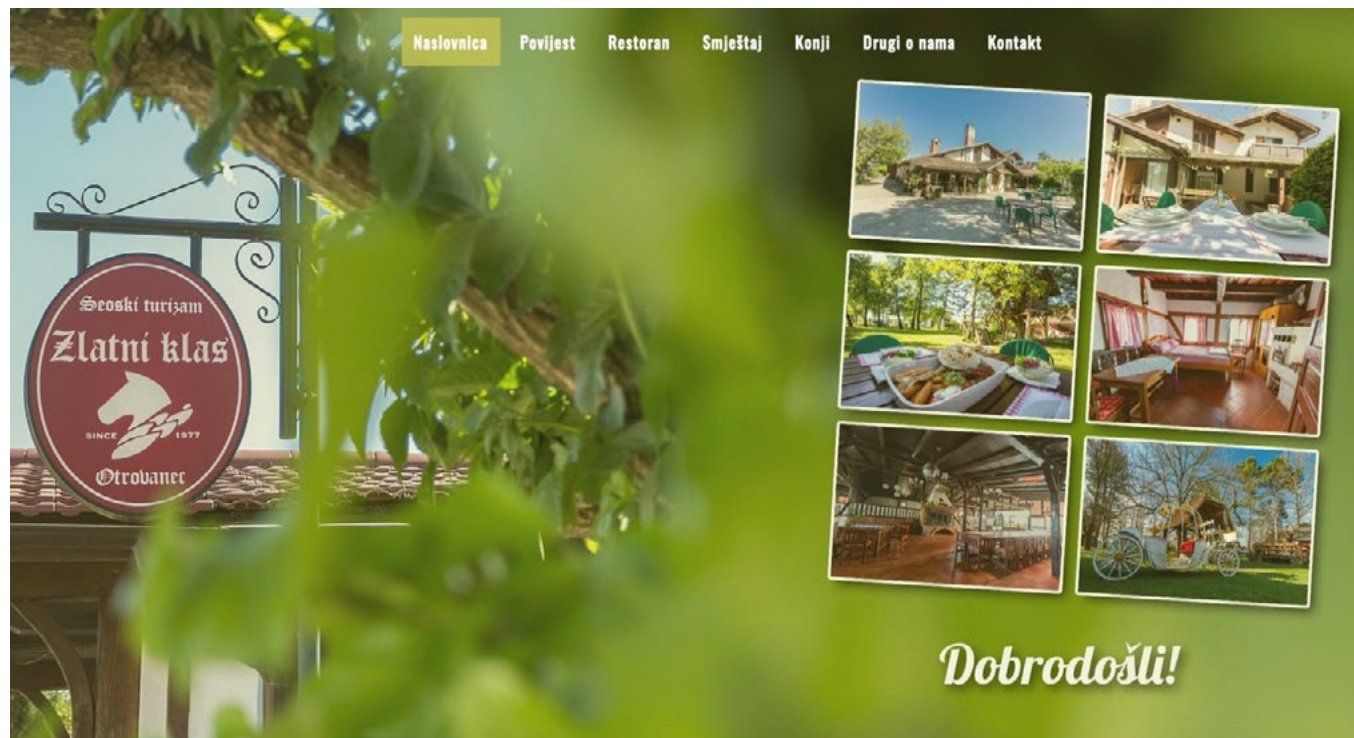 Naslovnica Povijest Restoran Smještaj Konji Drugi o nama Kontakt
Seoski turizam
Zlatni klas
SINCE 1977
Otrovanec
Dobrodošli!